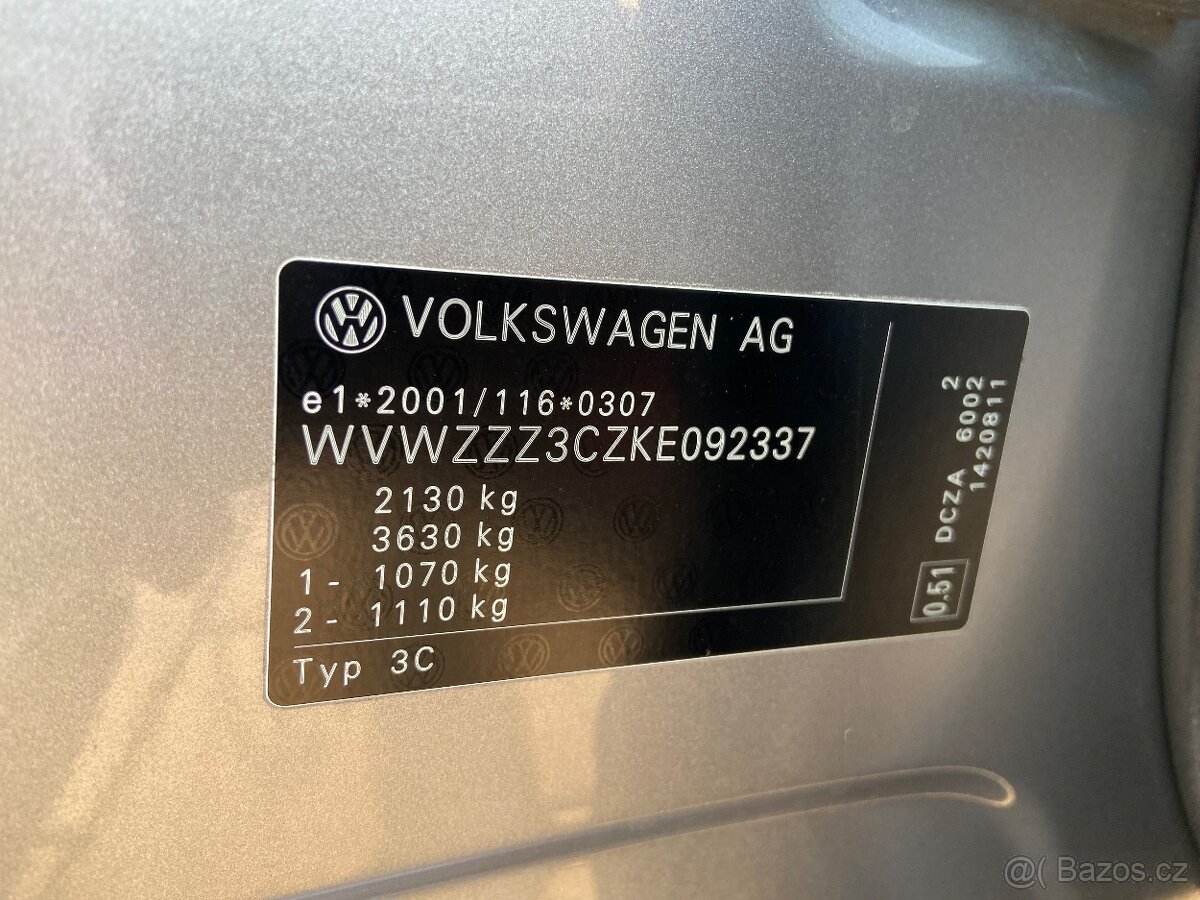 VOLKSWAGEN AG
e1*2001/116*0307
WVWZZZ3CZKE092337
2130 kg
3630 kg
1 - 1070 kg
2 - 1110 kg
Typ 3C
0.51
DCZA 6002 2
1420811
@( Bazos.cz